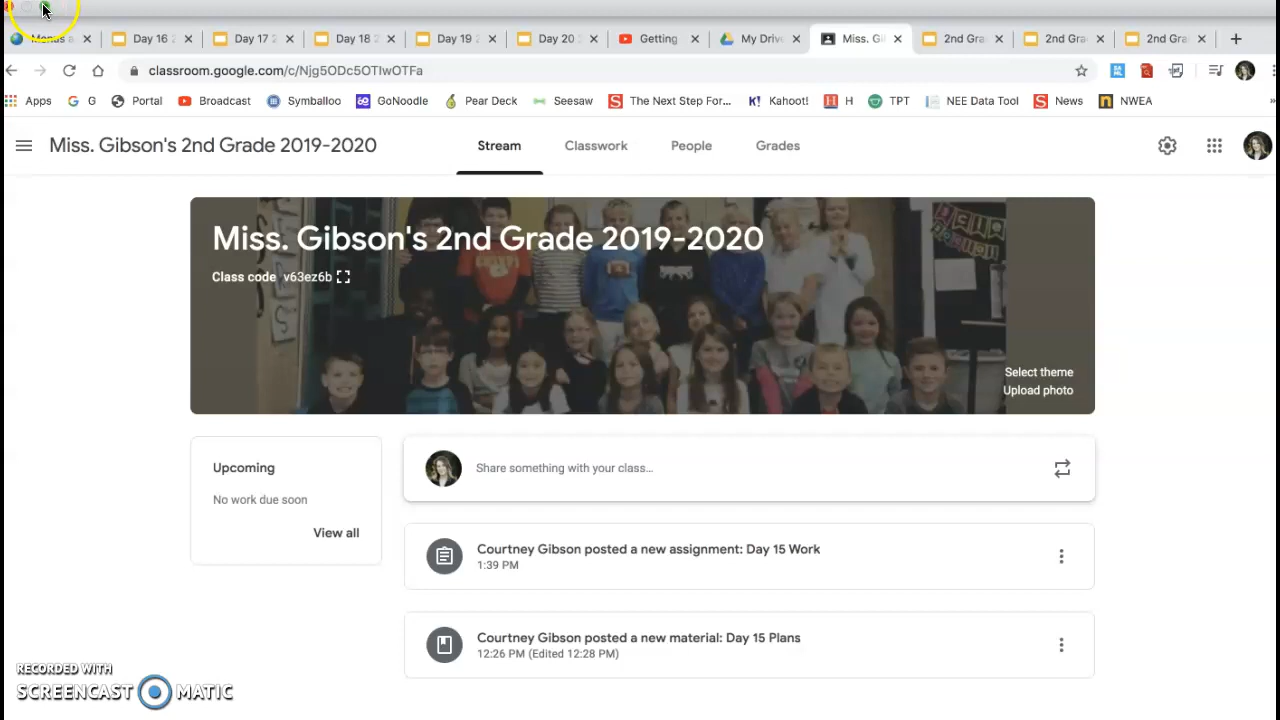 Day 16
Day 17
Day 18
Day 19
Day 20
Getting
My Driv
Miss. Gi
2nd Gra
2nd Gra
2nd Gra
classroom.google.com/c/Njg5ODc5OTIwOTFa
Apps
G
Portal
Broadcast
Symballoo
GoNoodle
Pear Deck
Seesaw
The Next Step For...
Kahoot!
H
TPT
NEE Data Tool
News
NWEA
Miss. Gibson's 2nd Grade 2019-2020
Stream
Classwork
People
Grades
Miss. Gibson's 2nd Grade 2019-2020
Class code v63ez6b
Select theme
Upload photo
Upcoming
No work due soon
View all
Share something with your class...
Courtney Gibson posted a new assignment: Day 15 Work
1:39 PM
Courtney Gibson posted a new material: Day 15 Plans
12:26 PM (Edited 12:28 PM)
RECORDED WITH
SCREENCAST MATIC